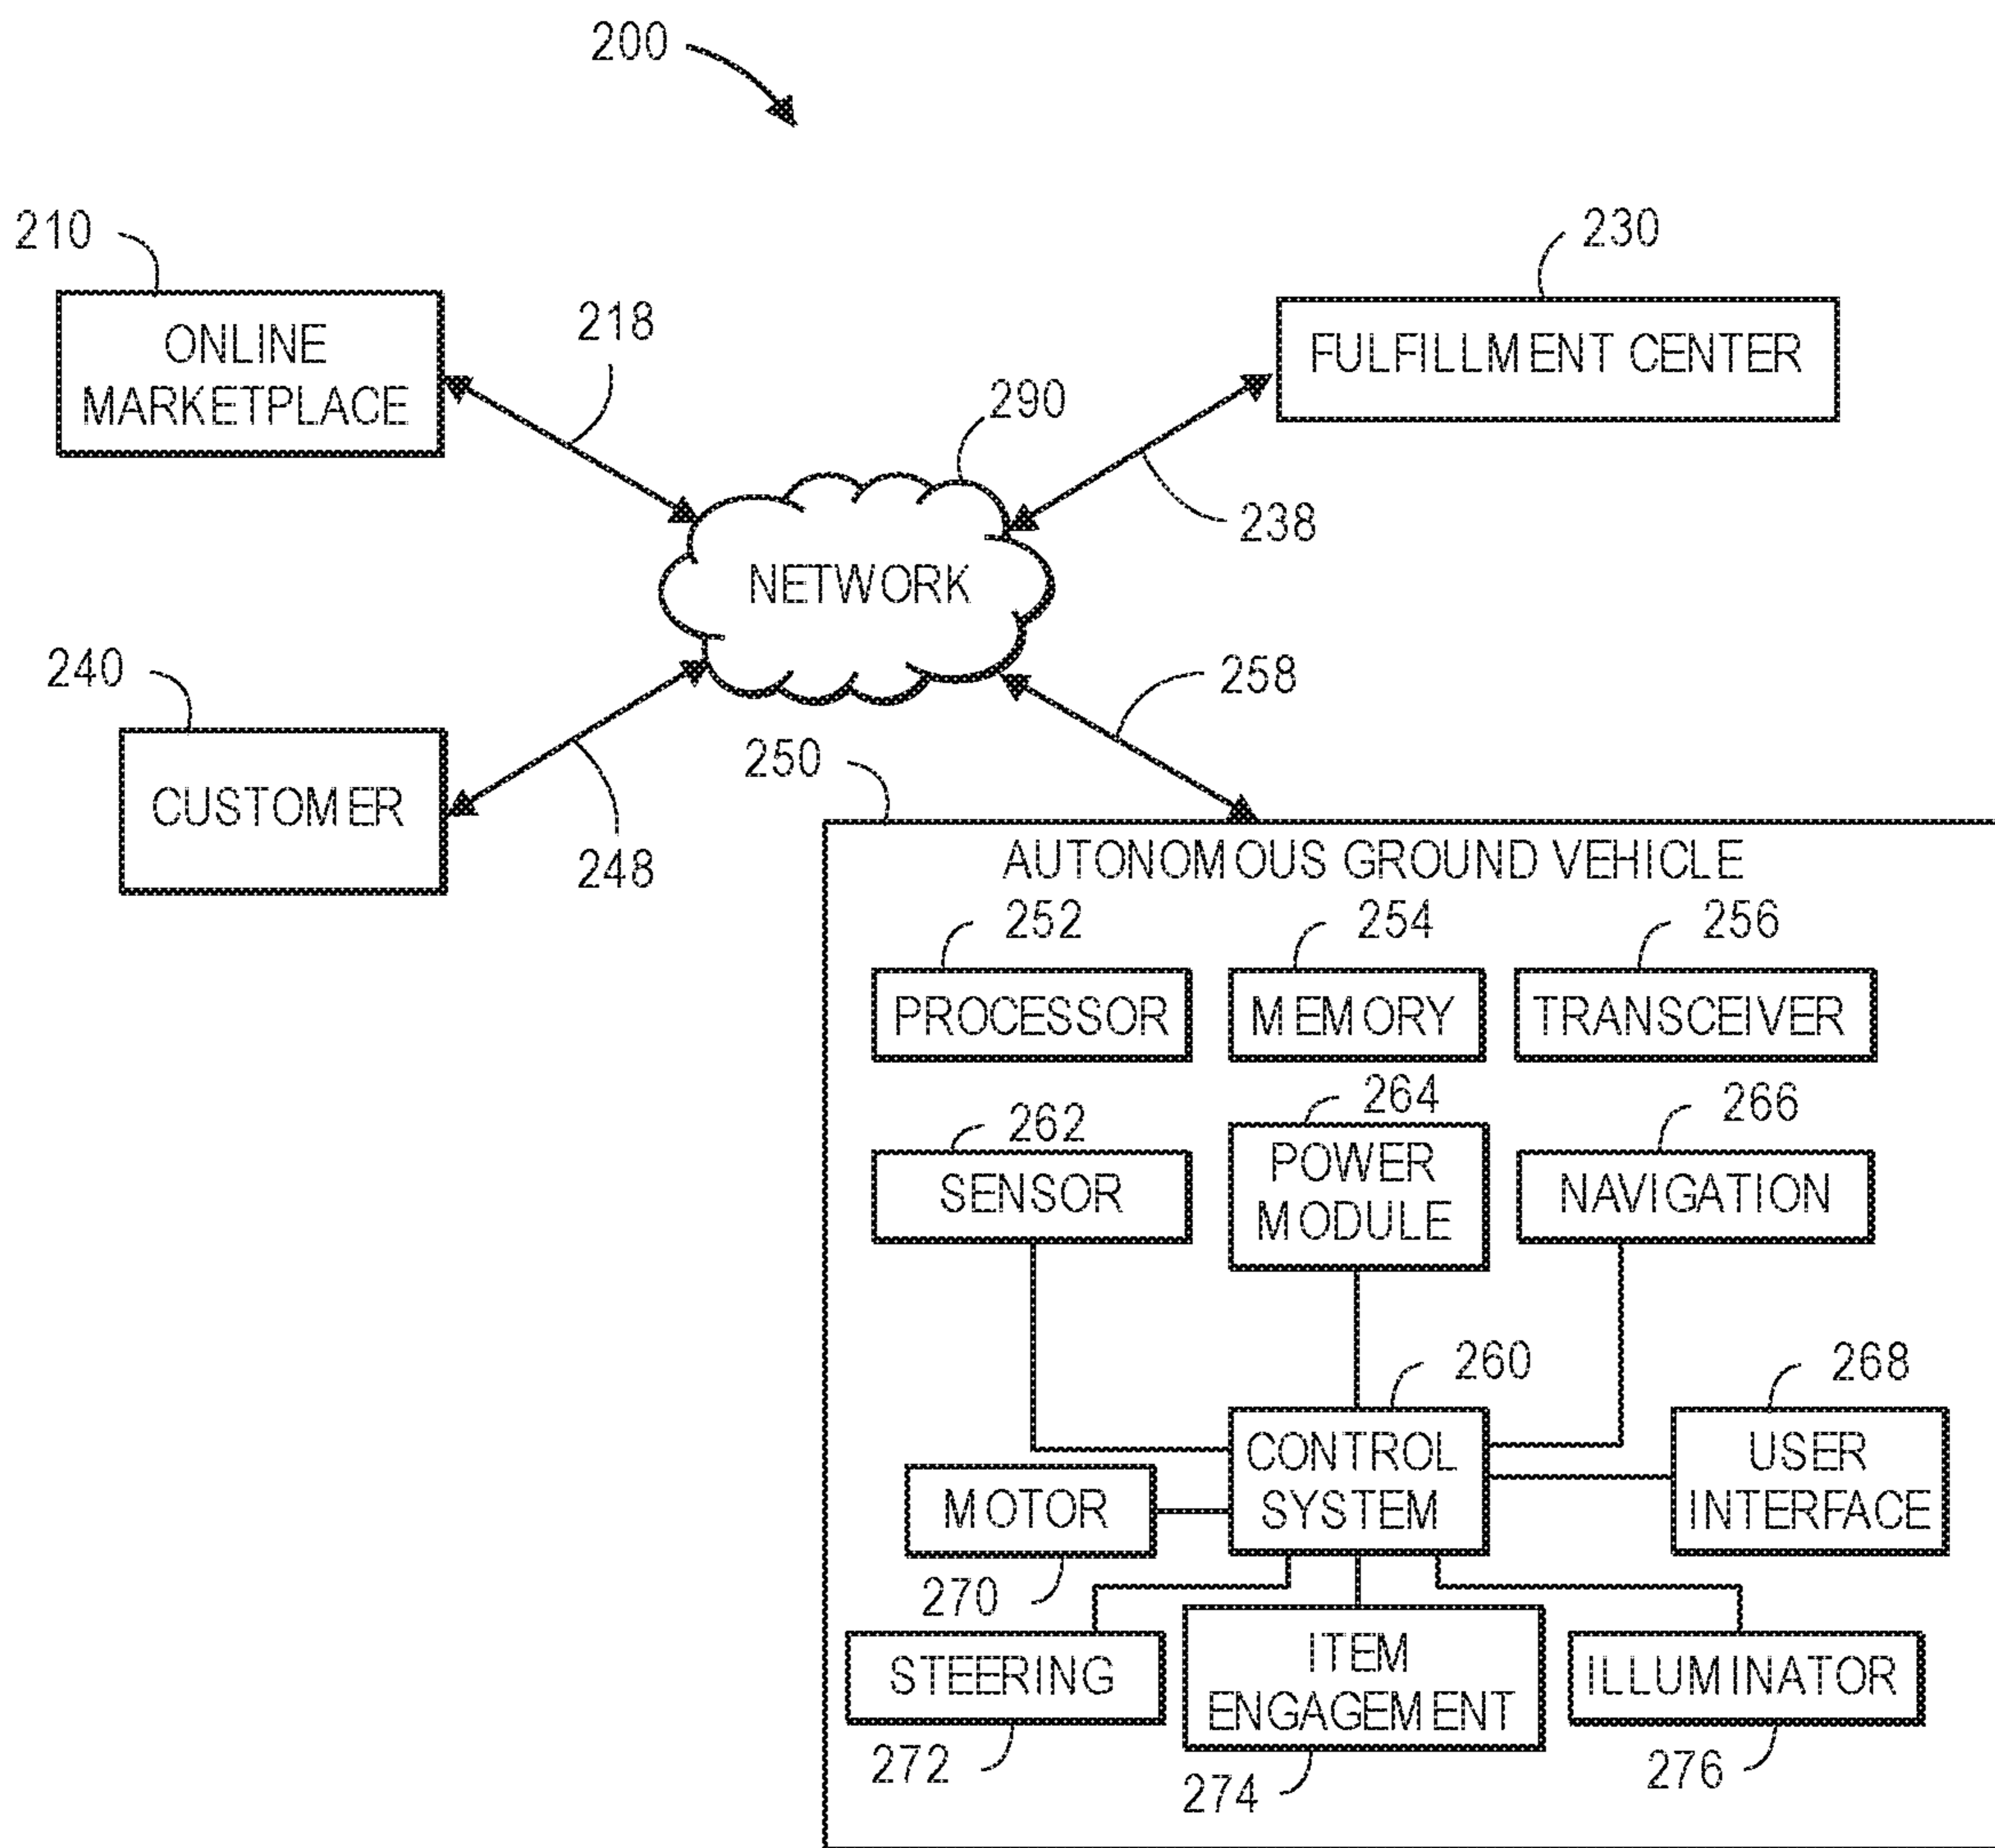 200
210
230
ONLINE
MARKETPLACE
218
FULFILLMENT CENTER
290
238
NETWORK
240
258
CUSTOMER
250
248
AUTONOMOUS GROUND VEHICLE
252
254
256
PROCESSOR
MEMORY
TRANSCEIVER
262
264
266
SENSOR
POWER
MODULE
NAVIGATION
260
268
CONTROL
SYSTEM
USER
INTERFACE
MOTOR
270
STEERING
ITEM
ENGAGEMENT
ILLUMINATOR
272
274
276